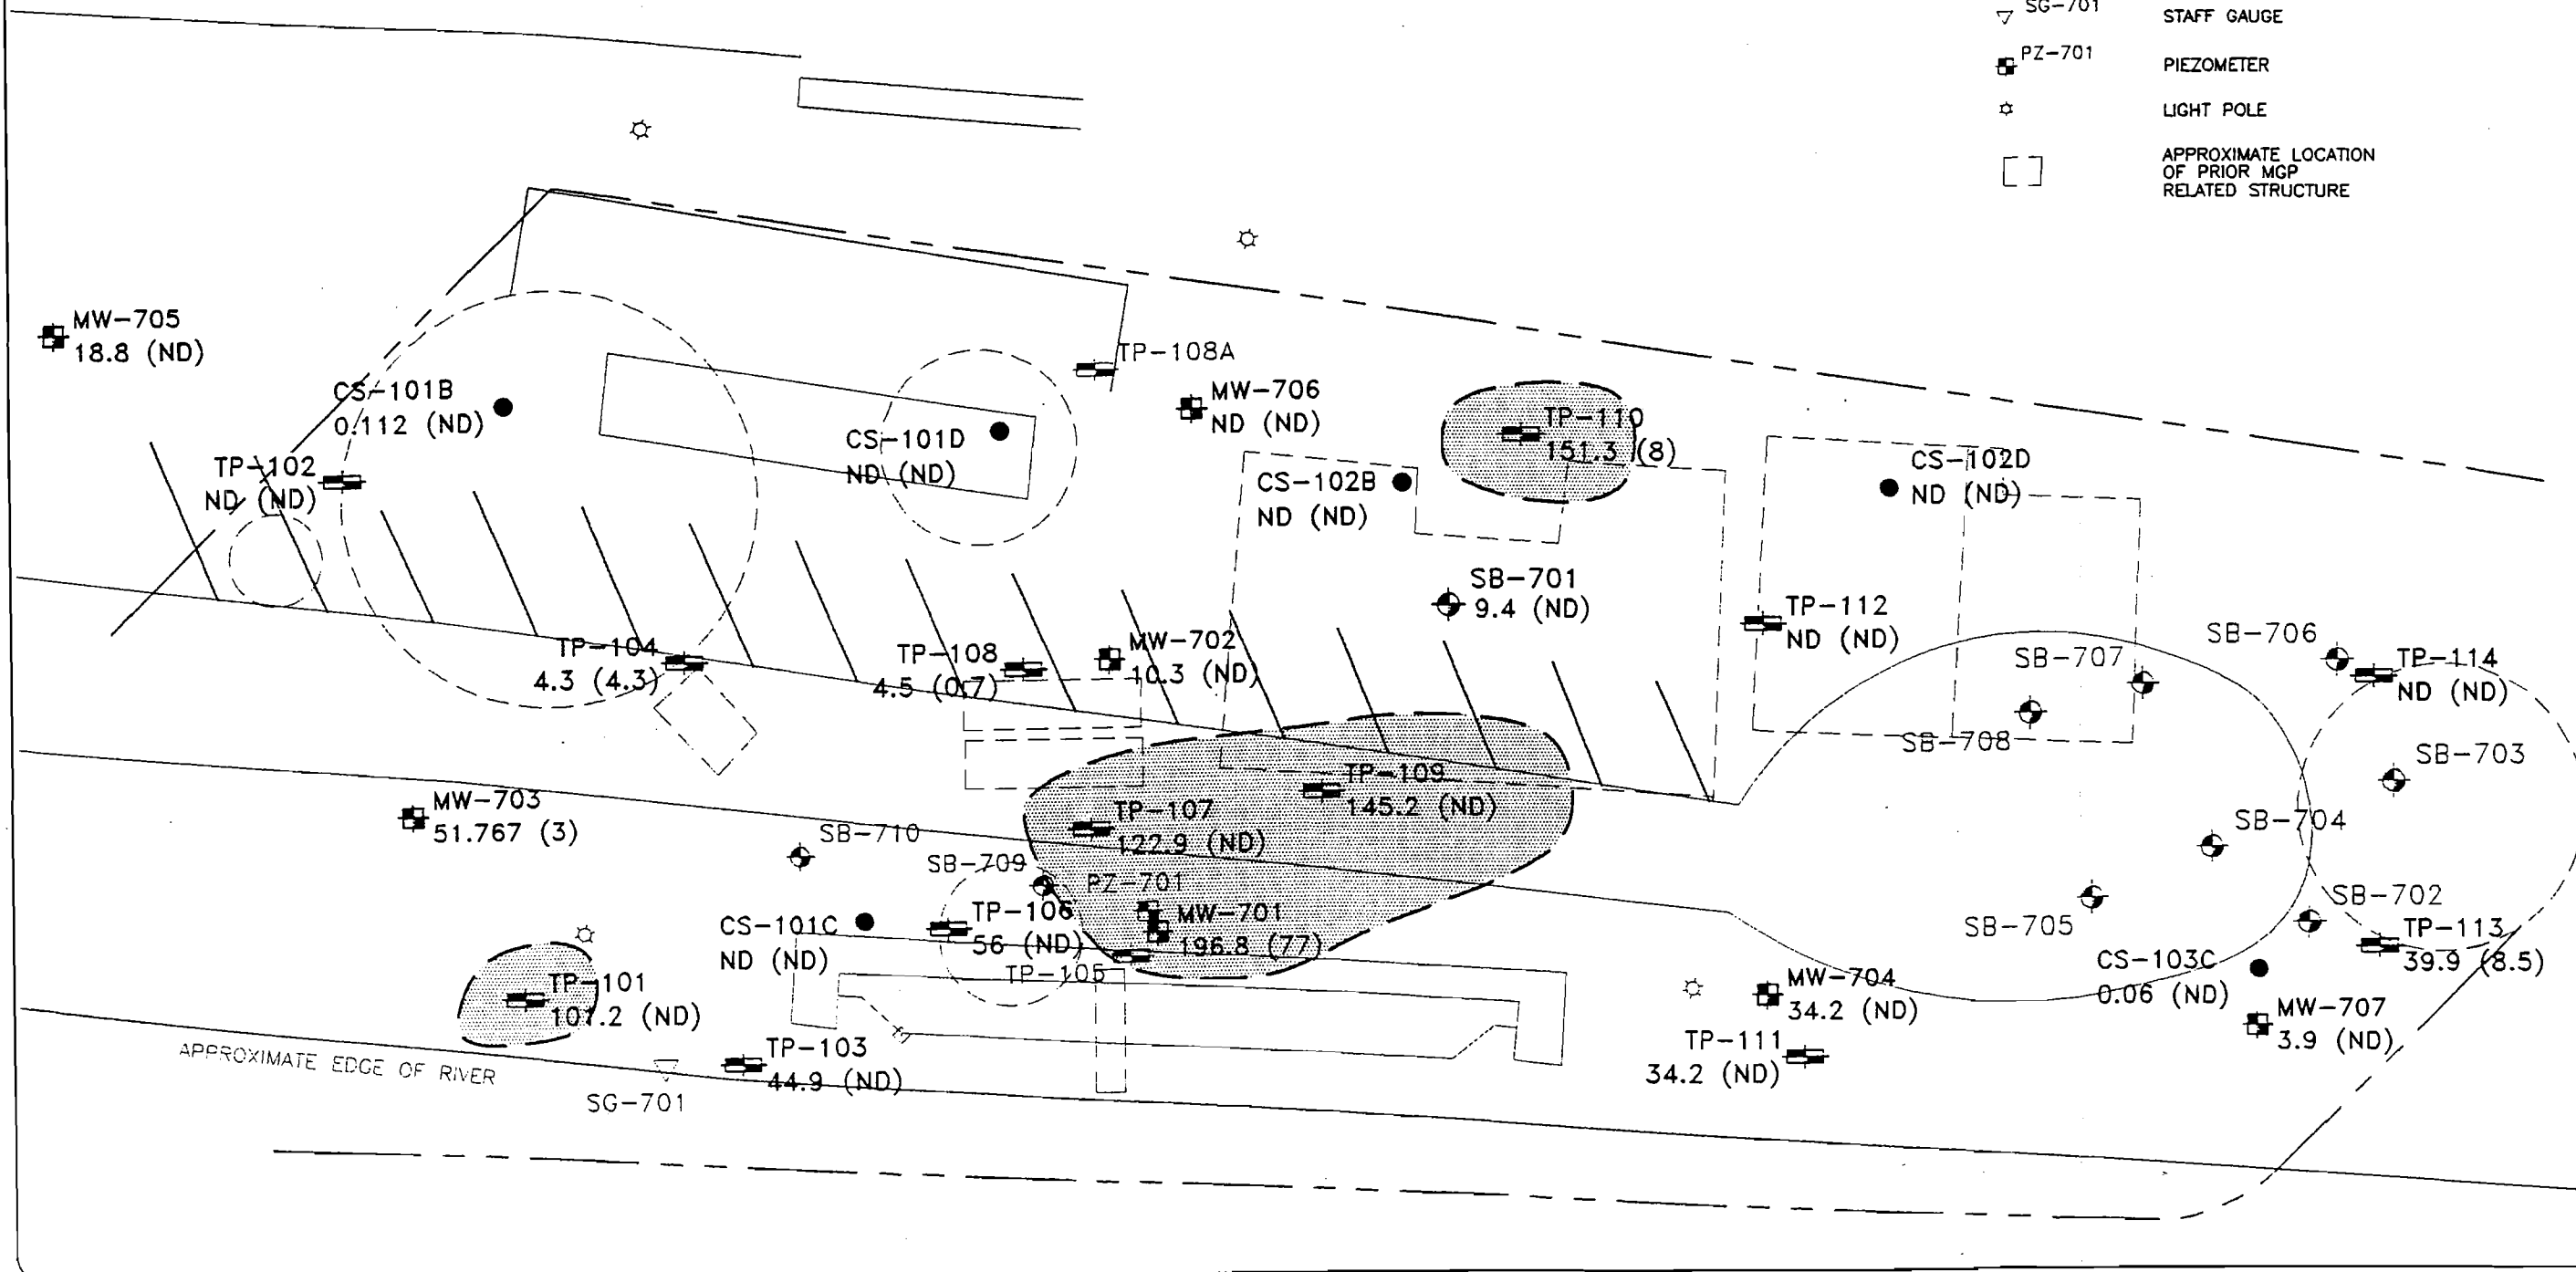 SG-701 STAFF GAUGE
PZ-701 PIEZOMETER
LIGHT POLE
APPROXIMATE LOCATION
OF PRIOR MGP
RELATED STRUCTURE
MW-705
18.8 (ND)
CS-101B
0.112 (ND)
TP-102
ND (ND)
CS-101D
ND (ND)
TP-108A
MW-706
ND (ND)
TP-110
151.3 (8)
CS-102B
ND (ND)
CS-102D
ND (ND)
SB-701
9.4 (ND)
TP-112
ND (ND)
TP-104
4.3 (4.3)
TP-108
4.5 (0.7)
MW-702
10.3 (ND)
SB-706
SB-707
TP-114
ND (ND)
SB-708
SB-703
MW-703
51.767 (3)
TP-109
145.2 (ND)
TP-107
122.9 (ND)
SB-710
SB-709
PZ-701
SB-704
CS-101C
ND (ND)
TP-106
56 (ND)
MW-701
196.8 (77)
TP-105
SB-705
SB-702
TP-113
39.9 (8.5)
CS-103C
0.06 (ND)
TP-101
101.2 (ND)
MW-704
34.2 (ND)
MW-707
3.9 (ND)
TP-103
44.9 (ND)
TP-111
34.2 (ND)
APPROXIMATE EDGE OF RIVER
SG-701